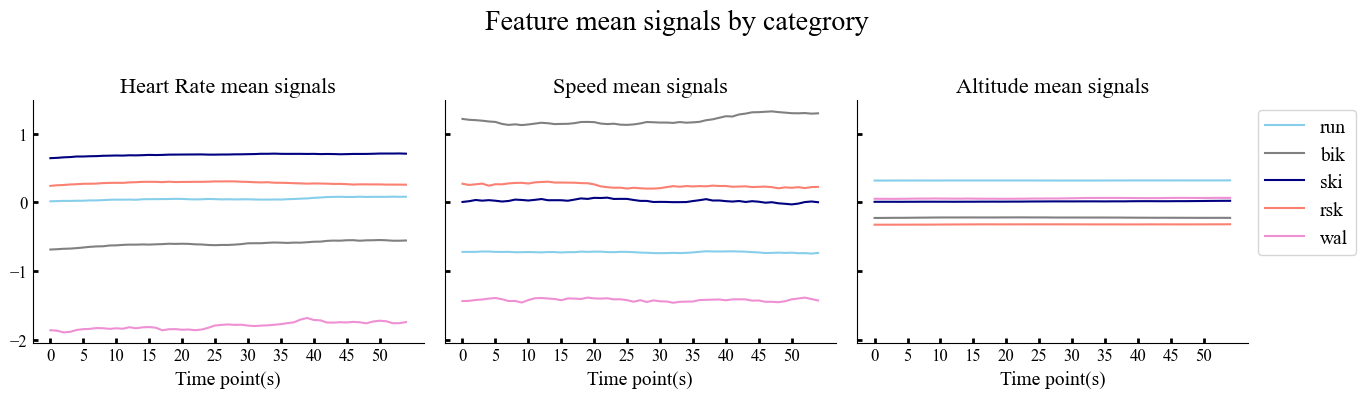 Feature mean signals by categrory
Heart Rate mean signals
Speed mean signals
Altitude mean signals
1
0
−1
−2
0 5 10 15 20 25 30 35 40 45 50
0 5 10 15 20 25 30 35 40 45 50
0 5 10 15 20 25 30 35 40 45 50
Time point(s)
Time point(s)
Time point(s)
run
bik
ski
rsk
wal